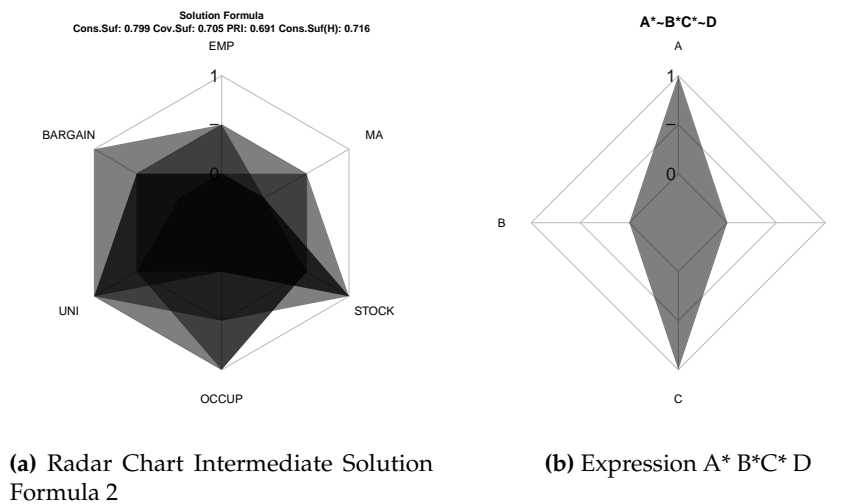 Solution Formula
Cons.Suf: 0.799 Cov.Suf: 0.705 PRI: 0.691 Cons.Suf(H): 0.716
EMP
1
–
0
BARGAIN
MA
UNI
STOCK
OCCUP
A*~B*C*~D
A
1
–
0
B
C
(a) Radar Chart Intermediate Solution
Formula 2
(b) Expression A* B*C* D